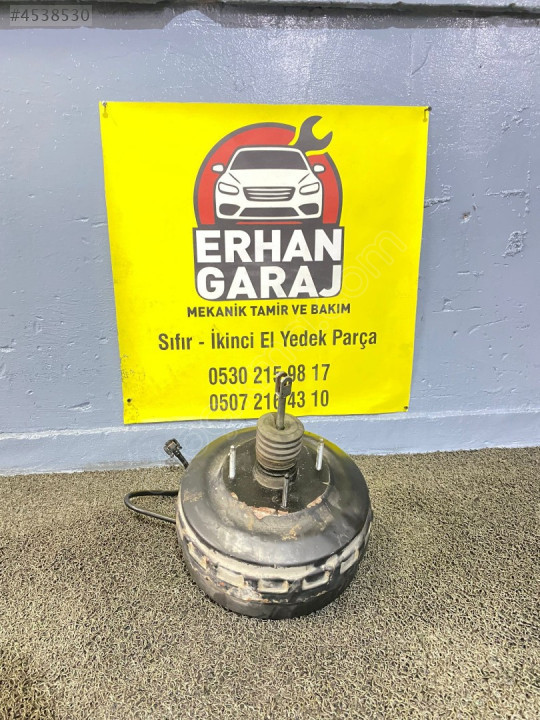 #4538530
ERHAN
GARAJ
MEKANİK TAMİR VE BAKIM
Sıfır - İkinci El Yedek Parça
0530 215 98 17
0507 216 43 10